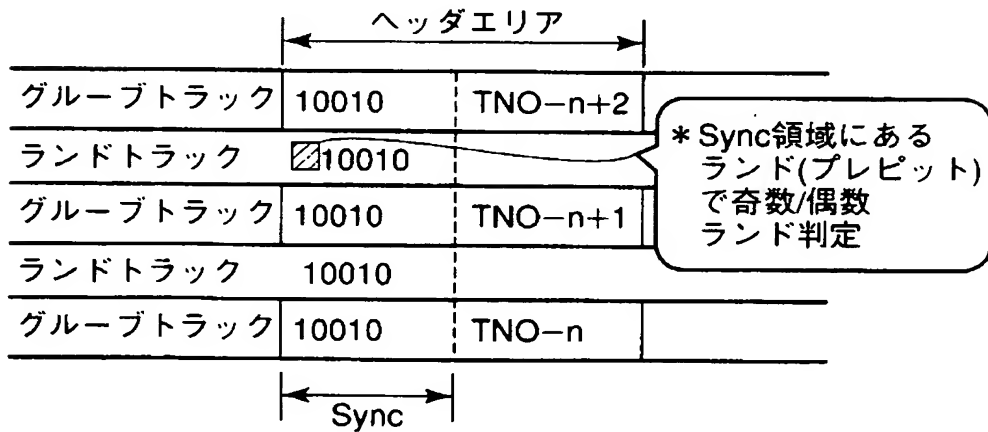 ヘッダエリア
グルーブトラック 10010 TNO−n+2
ランドトラック 10010
グルーブトラック 10010 TNO−n+1
ランドトラック 10010
グルーブトラック 10010 TNO−n
Sync
*Sync領域にある
ランド(プレピット)
で奇数/偶数
ランド判定